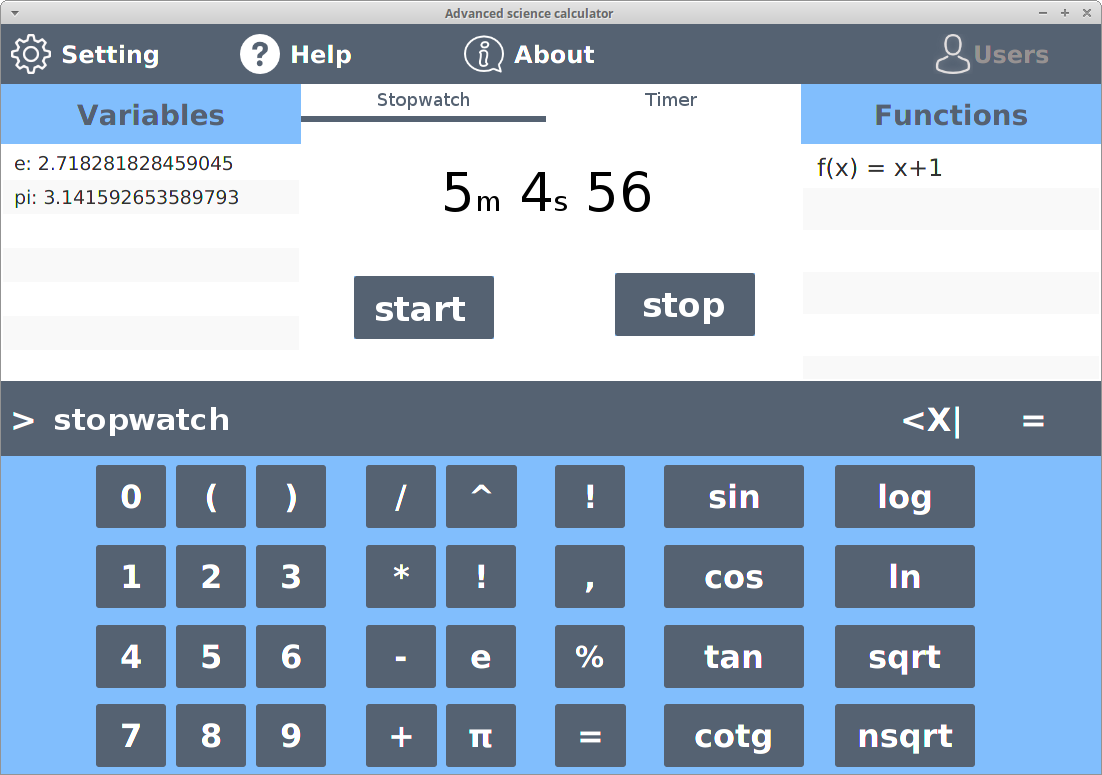 Advanced science calculator
Setting ? Help i About Users
Variables Stopwatch Timer Functions
e: 2.718281828459045 f(x) = x+1
pi: 3.141592653589793
5m 4s 56
start stop
> stopwatch <X| =
0 ( ) / ^ ! sin log
1 2 3 * ! , cos ln
4 5 6 - e % tan sqrt
7 8 9 + π = cotg nsqrt